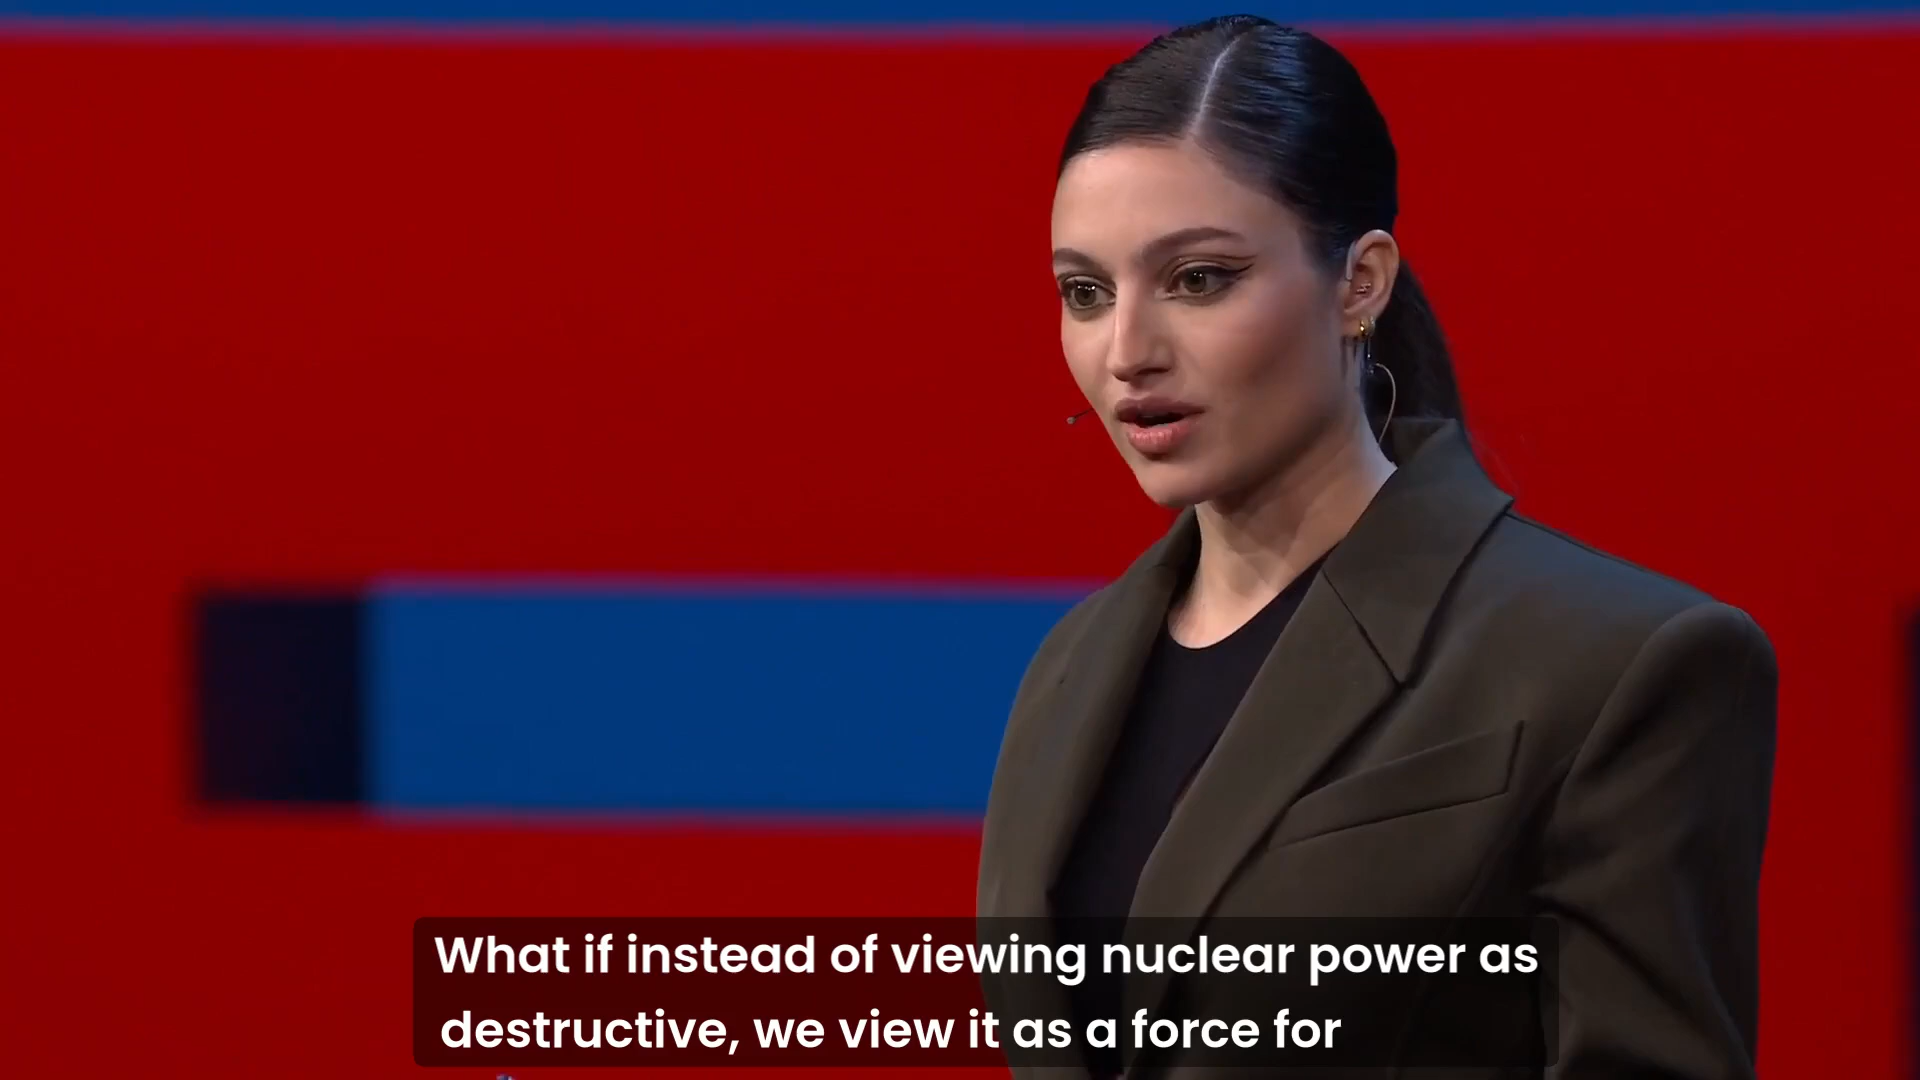 What if instead of viewing nuclear power as
destructive, we view it as a force for